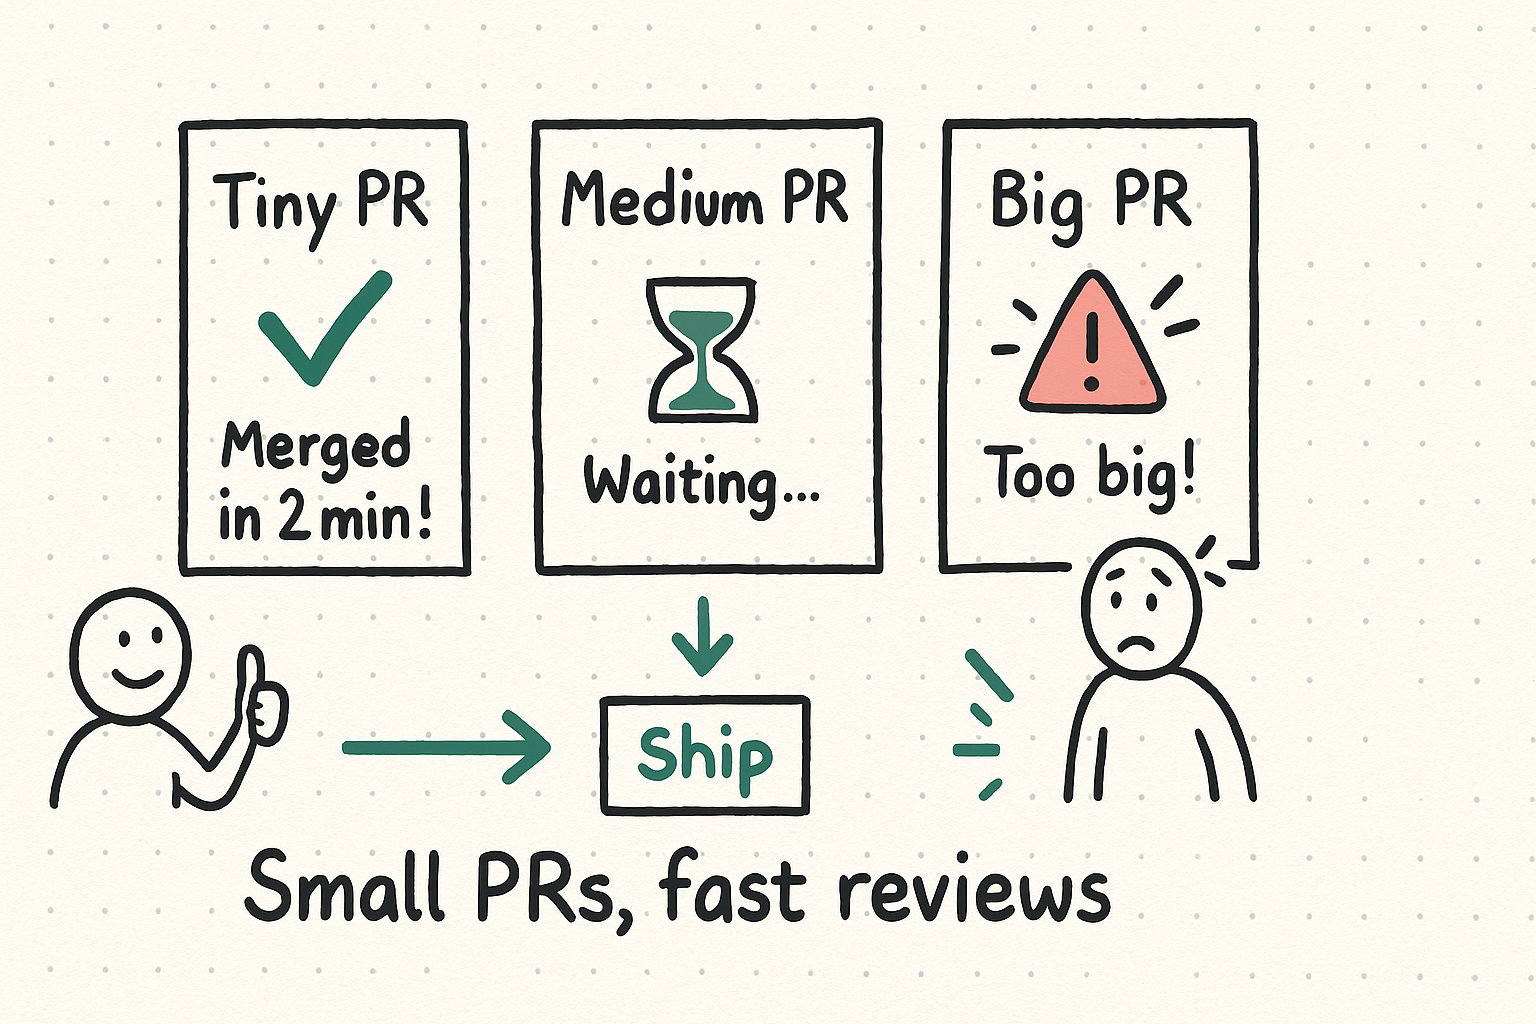 Tiny PR
Merged
in 2 min!
Medium PR
Waiting...
Big PR
!
Too big!
Ship
Small PRs, fast reviews